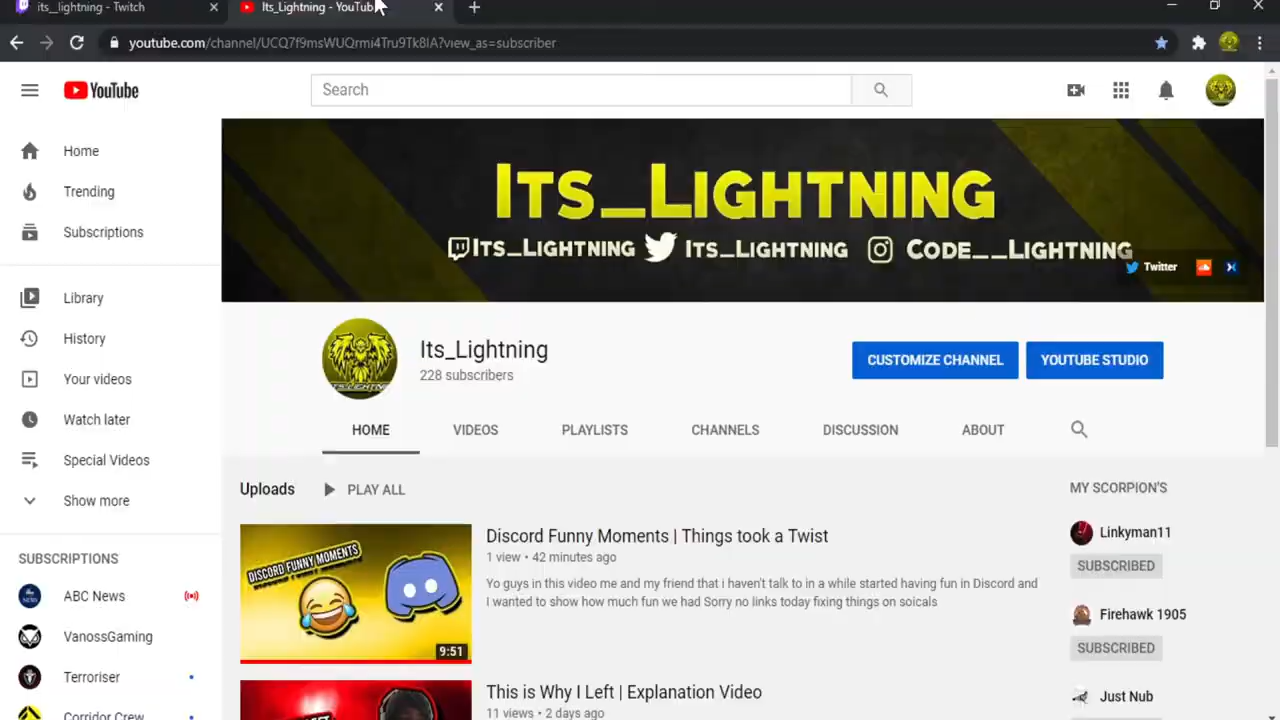 its_lightning - Twitch
Its_Lightning - YouTub
youtube.com/channel/UCQ7f9msWUQrmi4Tru9Tk8IA?view_as=subscriber
YouTube
Search
Home
Trending
Subscriptions
Library
History
Your videos
Watch later
Special Videos
Show more
SUBSCRIPTIONS
ABC News
VanossGaming
Terroriser
Corridor Crew
ITS_LIGHTNING
ITS_LIGHTNING ITS_LIGHTNING CODE__LIGHTNING
Twitter
ITS_LIGHTNING
Its_Lightning
228 subscribers
CUSTOMIZE CHANNEL
YOUTUBE STUDIO
HOME VIDEOS PLAYLISTS CHANNELS DISCUSSION ABOUT
Uploads PLAY ALL
DISCORD FUNNY MOMENTS
9:51
Discord Funny Moments | Things took a Twist
1 view • 42 minutes ago
Yo guys in this video me and my friend that i haven't talk to in a while started having fun in Discord and
I wanted to show how much fun we had Sorry no links today fixing things on soicals
This is Why I Left | Explanation Video
11 views • 2 days ago
MY SCORPION'S
Linkyman11
SUBSCRIBED
Firehawk 1905
SUBSCRIBED
Just Nub